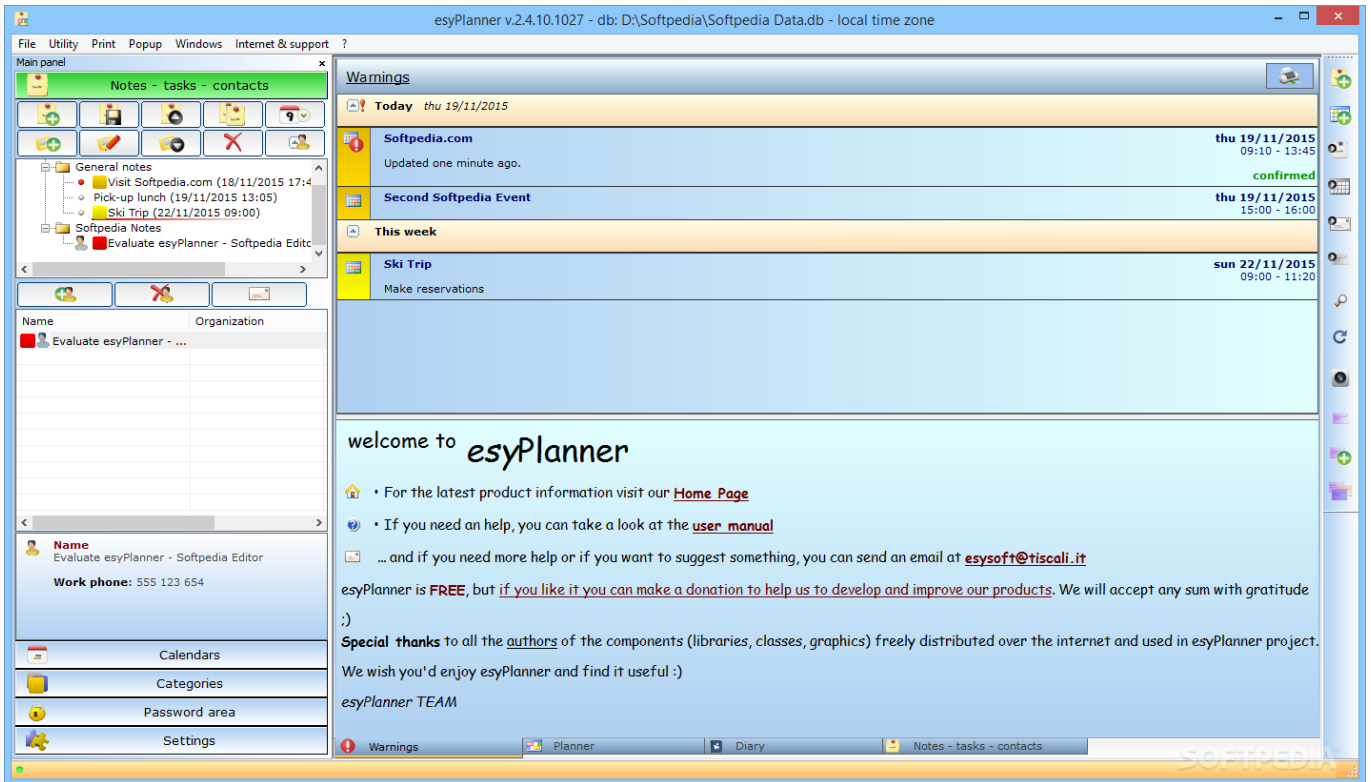 esyPlanner v.2.4.10.1027 - db: D:\Softpedia\Softpedia Data.db - local time zone
File Utility Print Popup Windows Internet & support ?
Main panel x
Notes - tasks - contacts
9
General notes
Visit Softpedia.com (18/11/2015 17:4
Pick-up lunch (19/11/2015 13:05)
Ski Trip (22/11/2015 09:00)
Softpedia Notes
Evaluate esyPlanner - Softpedia Editc
Name Organization
Evaluate esyPlanner - ...
Name
Evaluate esyPlanner - Softpedia Editor
Work phone: 555 123 654
Calendars
Categories
Password area
Settings
Warnings
Today thu 19/11/2015
Softpedia.com thu 19/11/2015
09:10 - 13:45
Updated one minute ago.
confirmed
Second Softpedia Event thu 19/11/2015
15:00 - 16:00
This week
Ski Trip sun 22/11/2015
09:00 - 11:20
Make reservations
welcome to esyPlanner
• For the latest product information visit our Home Page
• If you need an help, you can take a look at the user manual
... and if you need more help or if you want to suggest something, you can send an email at esysoft@tiscali.it
esyPlanner is FREE, but if you like it you can make a donation to help us to develop and improve our products. We will accept any sum with gratitude
;)
Special thanks to all the authors of the components (libraries, classes, graphics) freely distributed over the internet and used in esyPlanner project.
We wish you'd enjoy esyPlanner and find it useful :)
esyPlanner TEAM
Warnings Planner Diary Notes - tasks - contacts
SOFTPEDIA